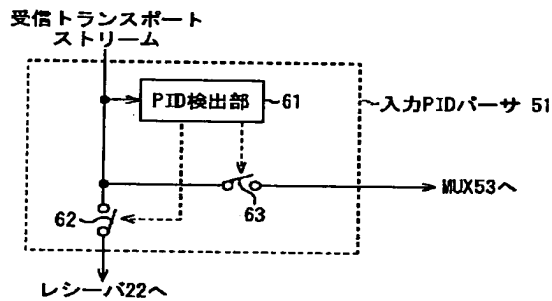 受信トランスポート
ストリーム
PID検出部
61
入力PIDパーサ 51
62
63
MUX53へ
レシーバ22へ